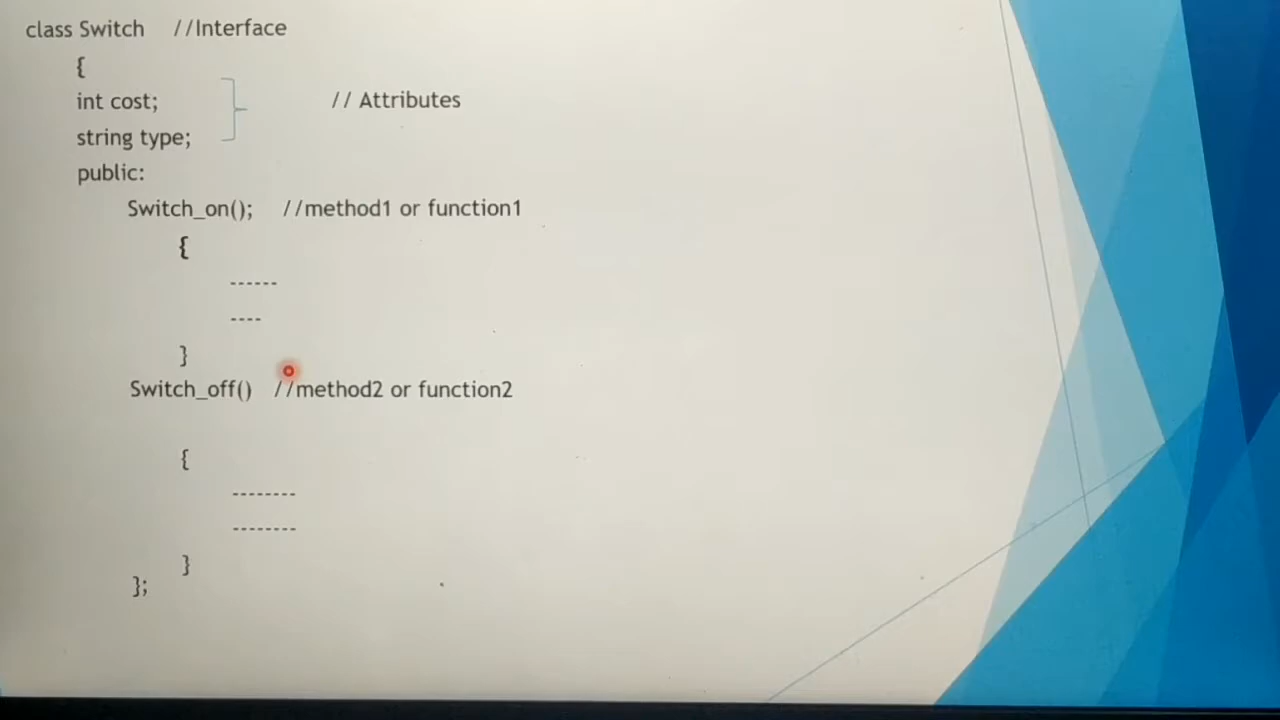 class Switch //Interface
{
int cost; // Attributes
string type;
public:
Switch_on(); //method1 or function1
{
------
----
}
Switch_off() //method2 or function2
{
--------
--------
}
};